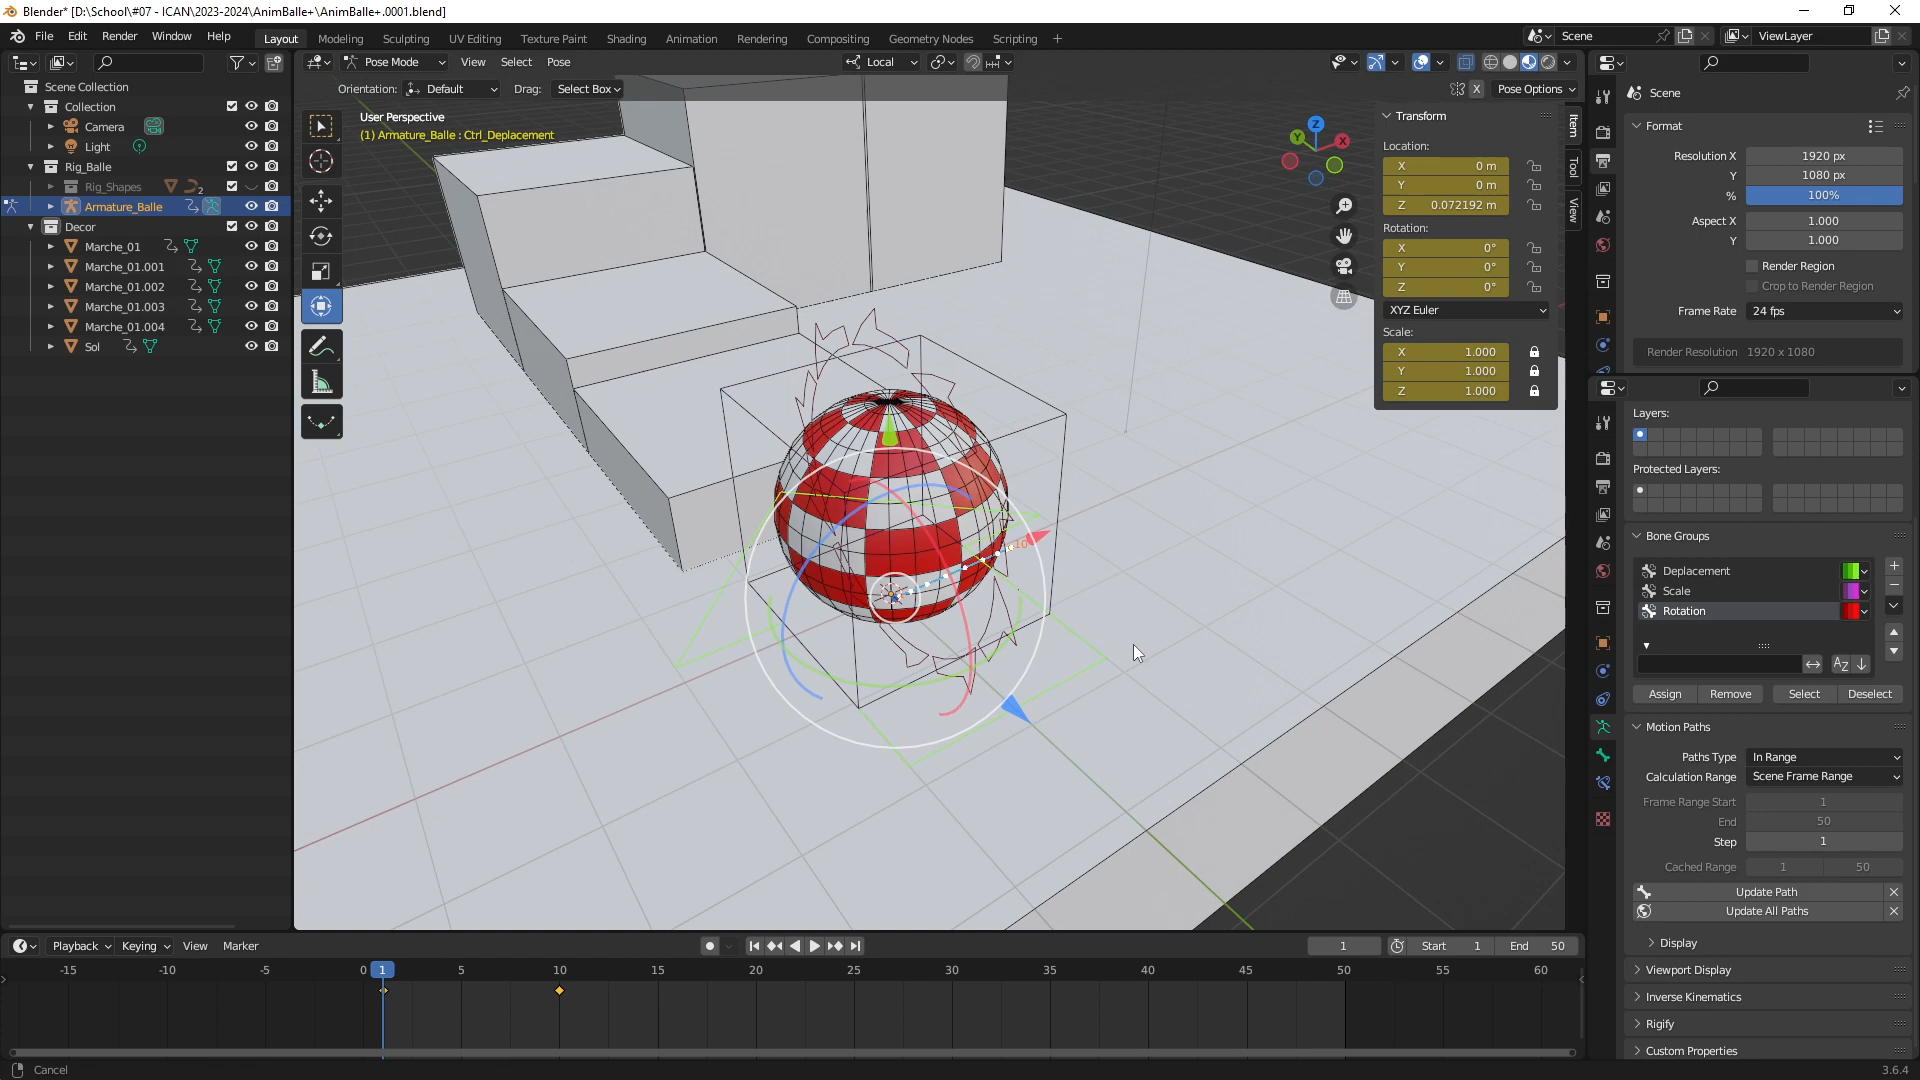 Blender* [D:\School\#07 - ICAN\2023-2024\AnimBalle+\AnimBalle+.0001.blend]
File Edit Render Window Help
Layout Modeling Sculpting UV Editing Texture Paint Shading Animation Rendering Compositing Geometry Nodes Scripting +
Scene
ViewLayer
Scene Collection
Collection
Camera
Light
Rig_Balle
Rig_Shapes 2
Armature_Balle
Decor
Marche_01
Marche_01.001
Marche_01.002
Marche_01.003
Marche_01.004
Sol
Pose Mode View Select Pose
Local
Orientation: Default Drag: Select Box
X Pose Options
User Perspective
(1) Armature_Balle : Ctrl_Deplacement
Z
Y
X
10
Transform
Location:
X 0 m
Y 0 m
Z 0.072192 m
Rotation:
X 0°
Y 0°
Z 0°
XYZ Euler
Scale:
X 1.000
Y 1.000
Z 1.000
Item
Tool
View
Scene
Format
Resolution X 1920 px
Y 1080 px
% 100%
Aspect X 1.000
Y 1.000
Render Region
Crop to Render Region
Frame Rate 24 fps
Render Resolution 1920 x 1080
Layers:
Protected Layers:
Bone Groups
Deplacement
Scale
Rotation
AZ
Assign Remove Select Deselect
Motion Paths
Paths Type In Range
Calculation Range Scene Frame Range
Frame Range Start 1
End 50
Step 1
Cached Range 1 50
Update Path
Update All Paths
Display
Viewport Display
Inverse Kinematics
Rigify
Custom Properties
Playback Keying View Marker
1 Start 1 End 50
-15 -10 -5 0 1 5 10 15 20 25 30 35 40 45 50 55 60
Cancel
3.6.4